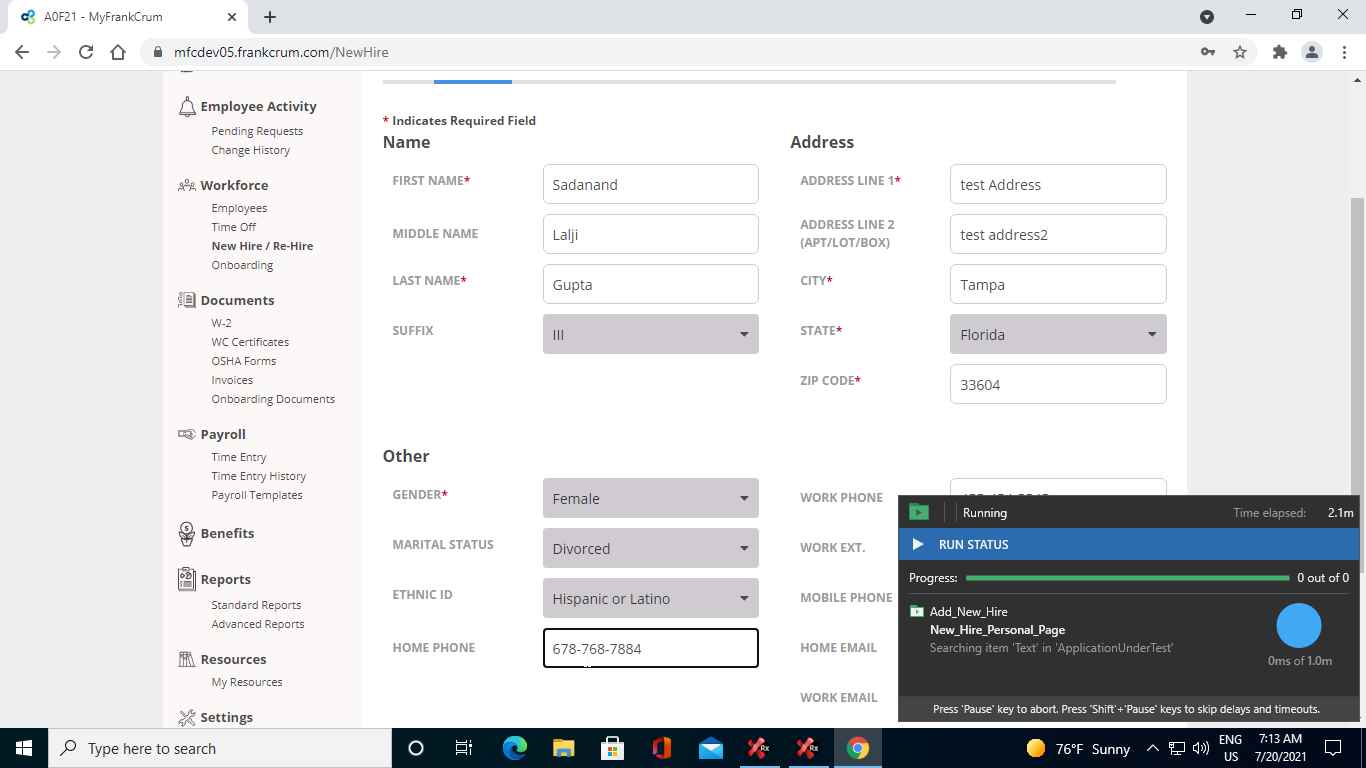 A0F21 - MyFrankCrum
mfcdev05.frankcrum.com/NewHire
Employee Activity
Pending Requests
Change History
Workforce
Employees
Time Off
New Hire / Re-Hire
Onboarding
Documents
W-2
WC Certificates
OSHA Forms
Invoices
Onboarding Documents
Payroll
Time Entry
Time Entry History
Payroll Templates
Benefits
Reports
Standard Reports
Advanced Reports
Resources
My Resources
Settings
* Indicates Required Field
Name
FIRST NAME* Sadanand
MIDDLE NAME Lalji
LAST NAME* Gupta
SUFFIX III
Address
ADDRESS LINE 1* test Address
ADDRESS LINE 2
(APT/LOT/BOX) test address2
CITY* Tampa
STATE* Florida
ZIP CODE* 33604
Other
GENDER* Female
MARITAL STATUS Divorced
ETHNIC ID Hispanic or Latino
HOME PHONE 678-768-7884
WORK PHONE
WORK EXT.
MOBILE PHONE
HOME EMAIL
WORK EMAIL
Running Time elapsed: 2.1m
RUN STATUS
Progress: 0 out of 0
Add_New_Hire
New_Hire_Personal_Page
Searching item 'Text' in 'ApplicationUnderTest'
0ms of 1.0m
Press 'Pause' key to abort. Press 'Shift'+'Pause' keys to skip delays and timeouts.
Type here to search
Rx
Rx
76°F Sunny
ENG
US
7:13 AM
7/20/2021